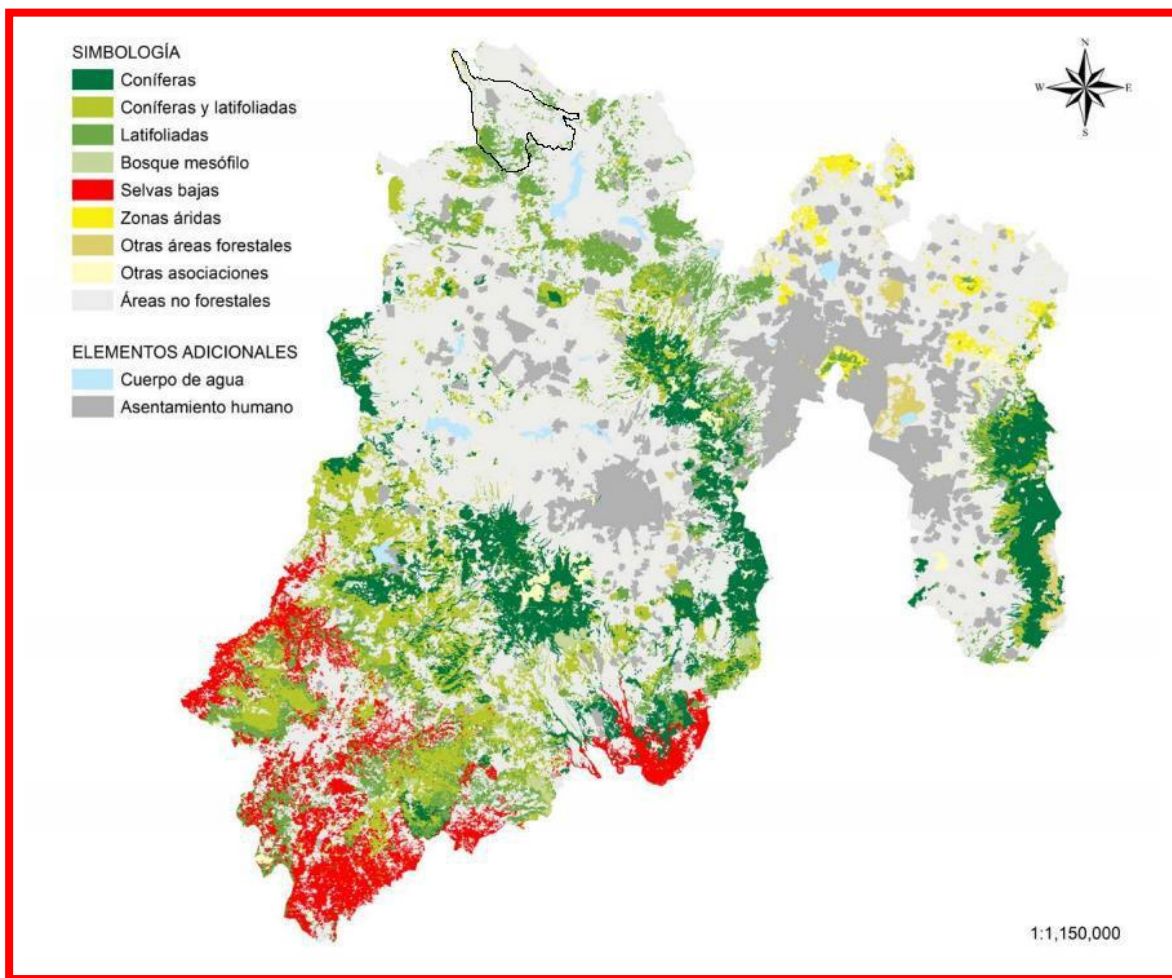 SIMBOLOGÍA
Coníferas
Coníferas y latifoliadas
Latifoliadas
Bosque mesófilo
Selvas bajas
Zonas áridas
Otras áreas forestales
Otras asociaciones
Áreas no forestales
ELEMENTOS ADICIONALES
Cuerpo de agua
Asentamiento humano
N
W
E
S
1:1,150,000